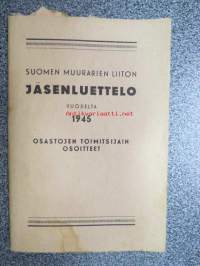 SUOMEN MUURARIEN LIITON
JÄSENLUETTELO
VUODELTA
1945
OSASTOJEN TOIMITSIJAIN
OSOITTEET